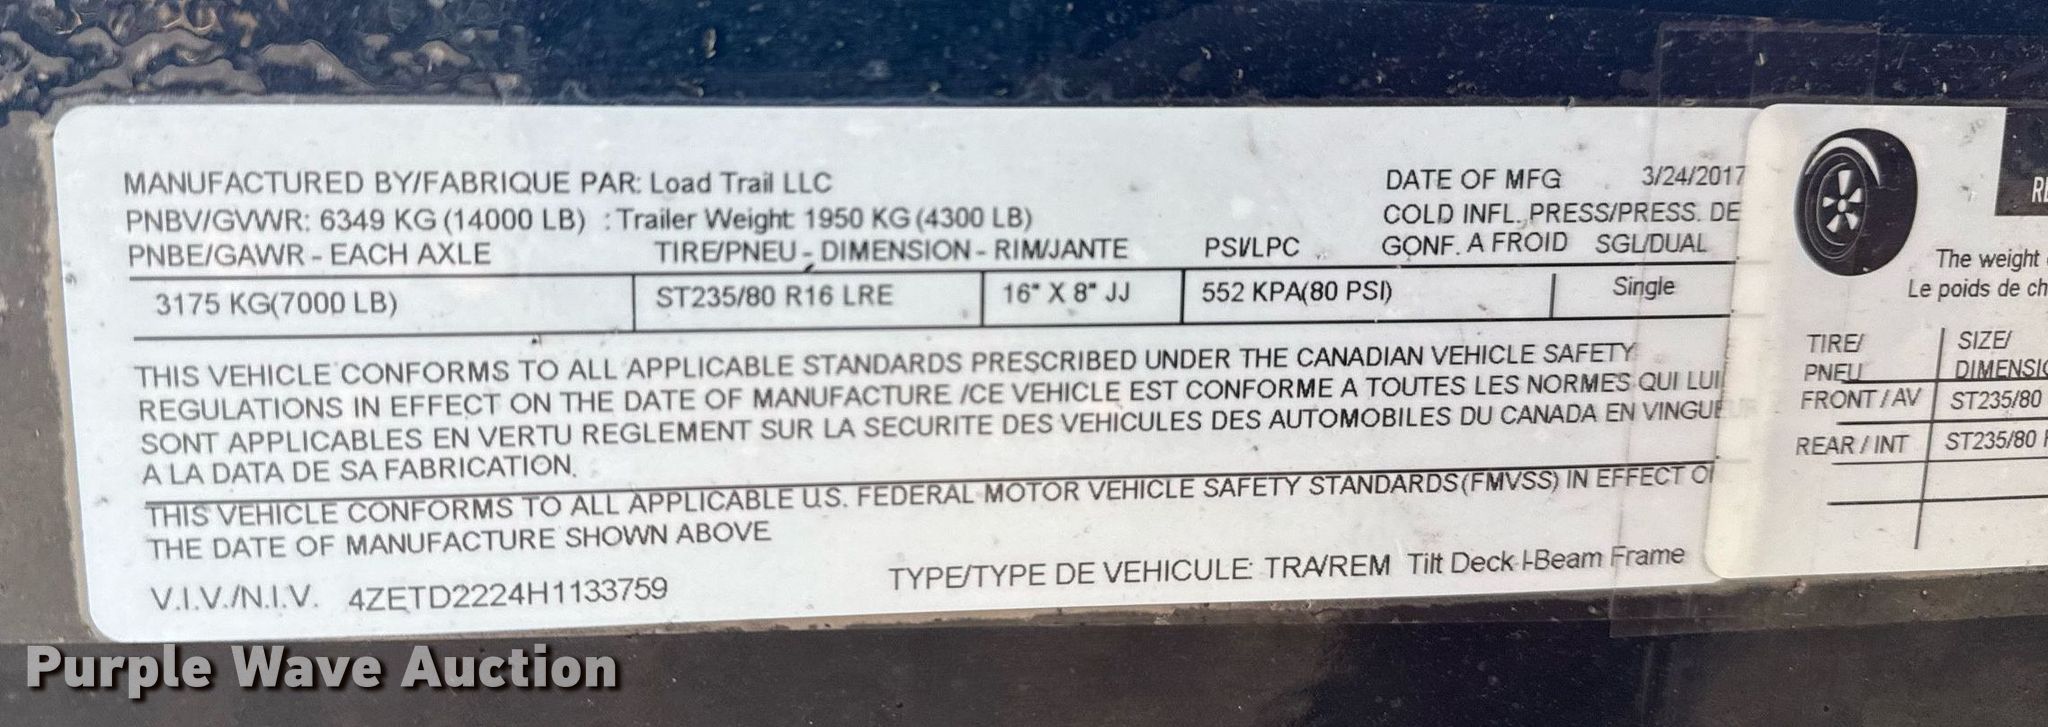 MANUFACTURED BY/FABRIQUE PAR: Load Trail LLC
DATE OF MFG 3/24/2017
PNBV/GVWR: 6349 KG (14000 LB) : Trailer Weight: 1950 KG (4300 LB)
COLD INFL. PRESS/PRESS. DE
PNBE/GAWR - EACH AXLE TIRE/PNEU - DIMENSION - RIM/JANTE PSI/LPC GONF. A FROID SGL/DUAL
3175 KG(7000 LB) ST235/80 R16 LRE 16" X 8" JJ 552 KPA(80 PSI) Single
THIS VEHICLE CONFORMS TO ALL APPLICABLE STANDARDS PRESCRIBED UNDER THE CANADIAN VEHICLE SAFETY
REGULATIONS IN EFFECT ON THE DATE OF MANUFACTURE /CE VEHICLE EST CONFORME A TOUTES LES NORMES QUI LUI
SONT APPLICABLES EN VERTU REGLEMENT SUR LA SECURITE DES VEHICULES DES AUTOMOBILES DU CANADA EN VINGUEUR
A LA DATA DE SA FABRICATION.
THIS VEHICLE CONFORMS TO ALL APPLICABLE U.S. FEDERAL MOTOR VEHICLE SAFETY STANDARDS(FMVSS) IN EFFECT
THE DATE OF MANUFACTURE SHOWN ABOVE
V.I.V./N.I.V. 4ZETD2224H1133759
TYPE/TYPE DE VEHICULE: TRA/REM Tilt Deck I-Beam Frame
The weight
Le poids de
TIRE/ SIZE/
PNEU
FRONT / AV ST235/80
REAR / INT ST235/80
Purple Wave Auction